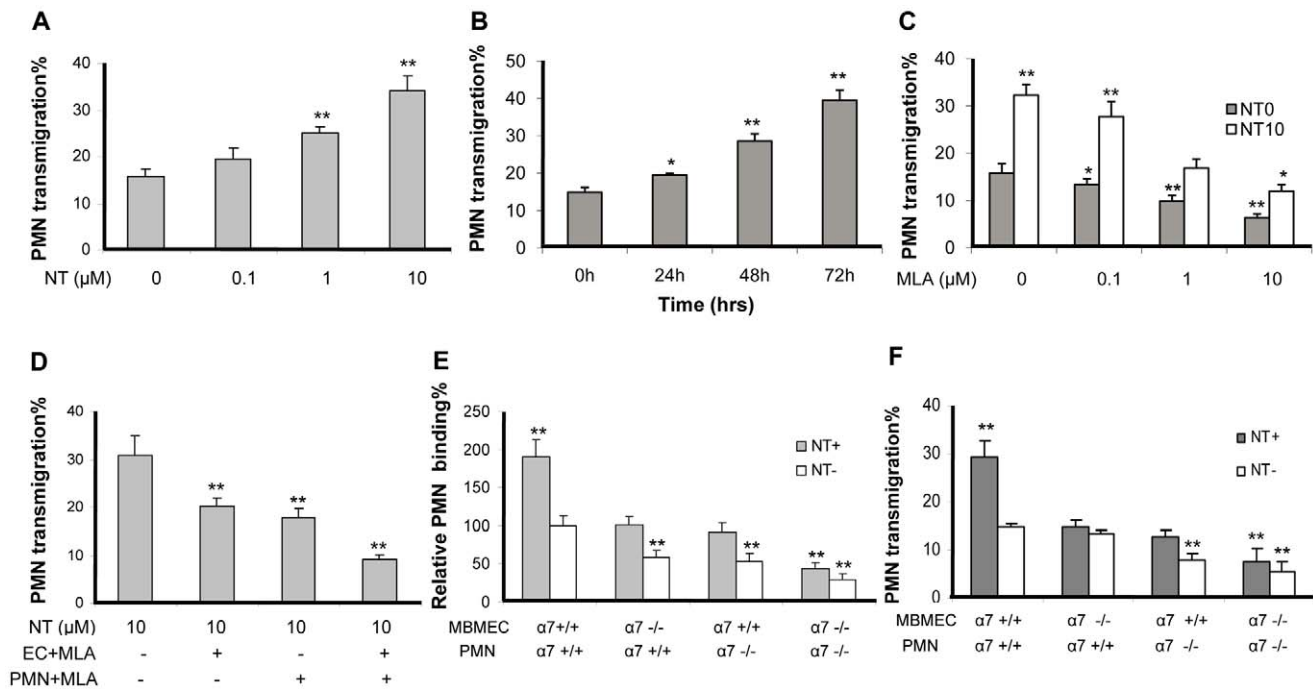 A
PMN transmigration%
40
30
20
10
0
**
**
NT (µM) 0 0.1 1 10
B
PMN transmigration%
50
40
30
20
10
0
*
**
**
0h 24h 48h 72h
Time (hrs)
C
PMN transmigration%
40
30
20
10
0
**
**
*
**
**
*
NT0
NT10
MLA (µM) 0 0.1 1 10
D
PMN transmigration%
40
30
20
10
0
**
**
**
NT (µM) 10 10 10 10
EC+MLA - + - +
PMN+MLA - - + +
E
Relative PMN binding%
250
200
150
100
50
0
**
**
**
**
**
NT+
NT-
MBMEC α7+/+ α7 -/- α7 +/+ α7 -/-
PMN α7 +/+ α7 +/+ α7 -/- α7 -/-
F
PMN transmigration%
40
30
20
10
0
**
**
**
**
NT+
NT-
MBMEC α7 +/+ α7 -/- α7 +/+ α7 -/-
PMN α7 +/+ α7 +/+ α7 -/- α7 -/-